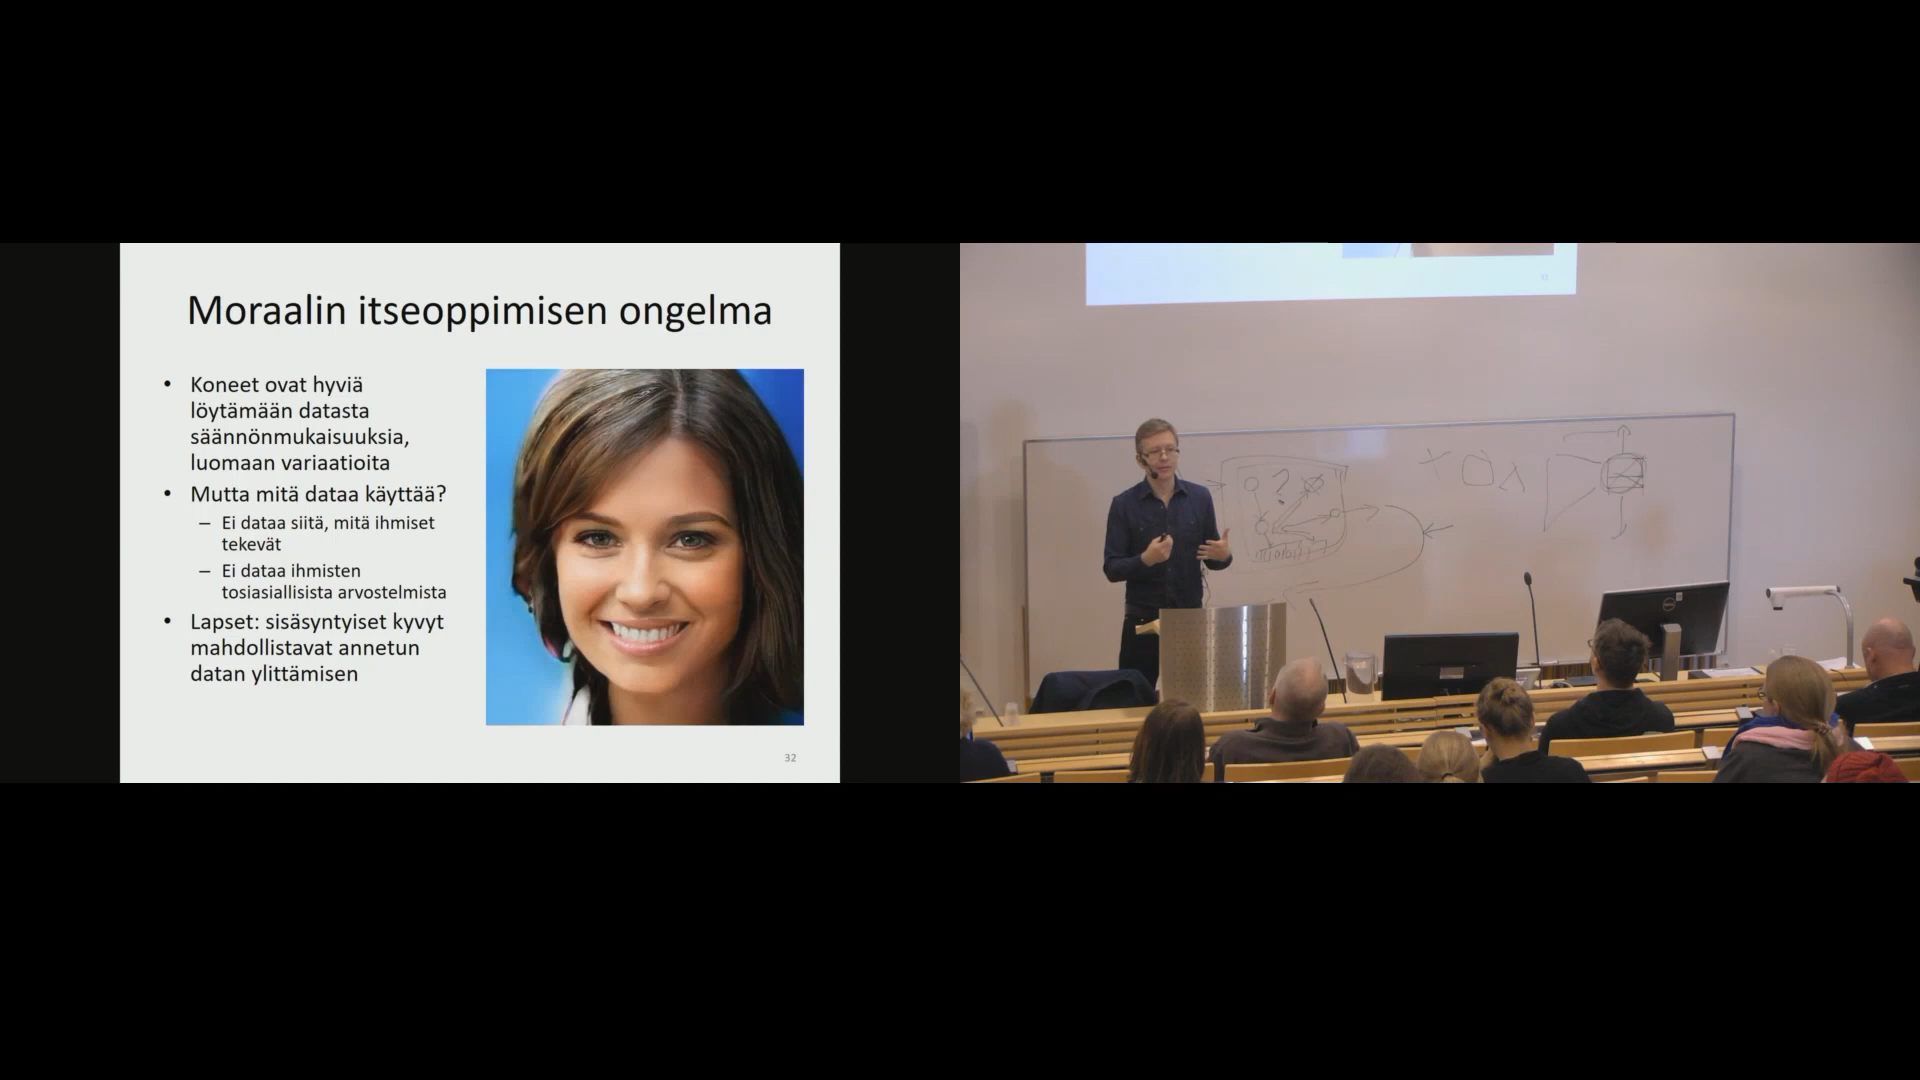 Moraalin itseoppimisen ongelma
• Koneet ovat hyviä
löytämään datasta
säännönmukaisuuksia,
luomaan variaatioita
• Mutta mitä dataa käyttää?
– Ei dataa siitä, mitä ihmiset
tekevät
– Ei dataa ihmisten
tosiasiallisista arvostelmista
• Lapset: sisäsyntyiset kyvyt
mahdollistavat annetun
datan ylittämisen
32
?